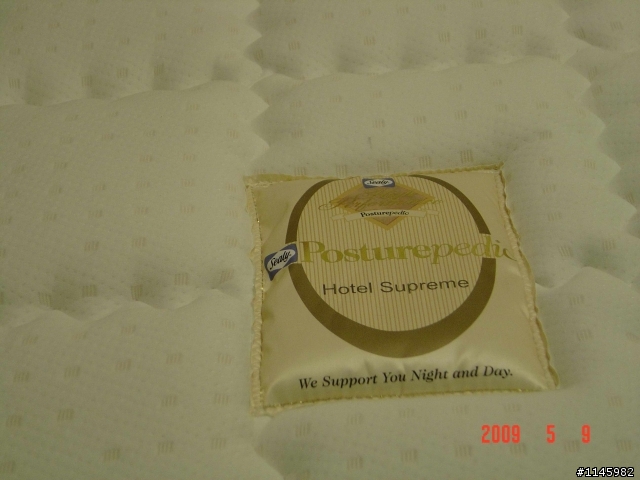 Sealy
Posturepedic
Sealy Posturepedic
Hotel Supreme
We Support You Night and Day.
2009 5 9
#1145982